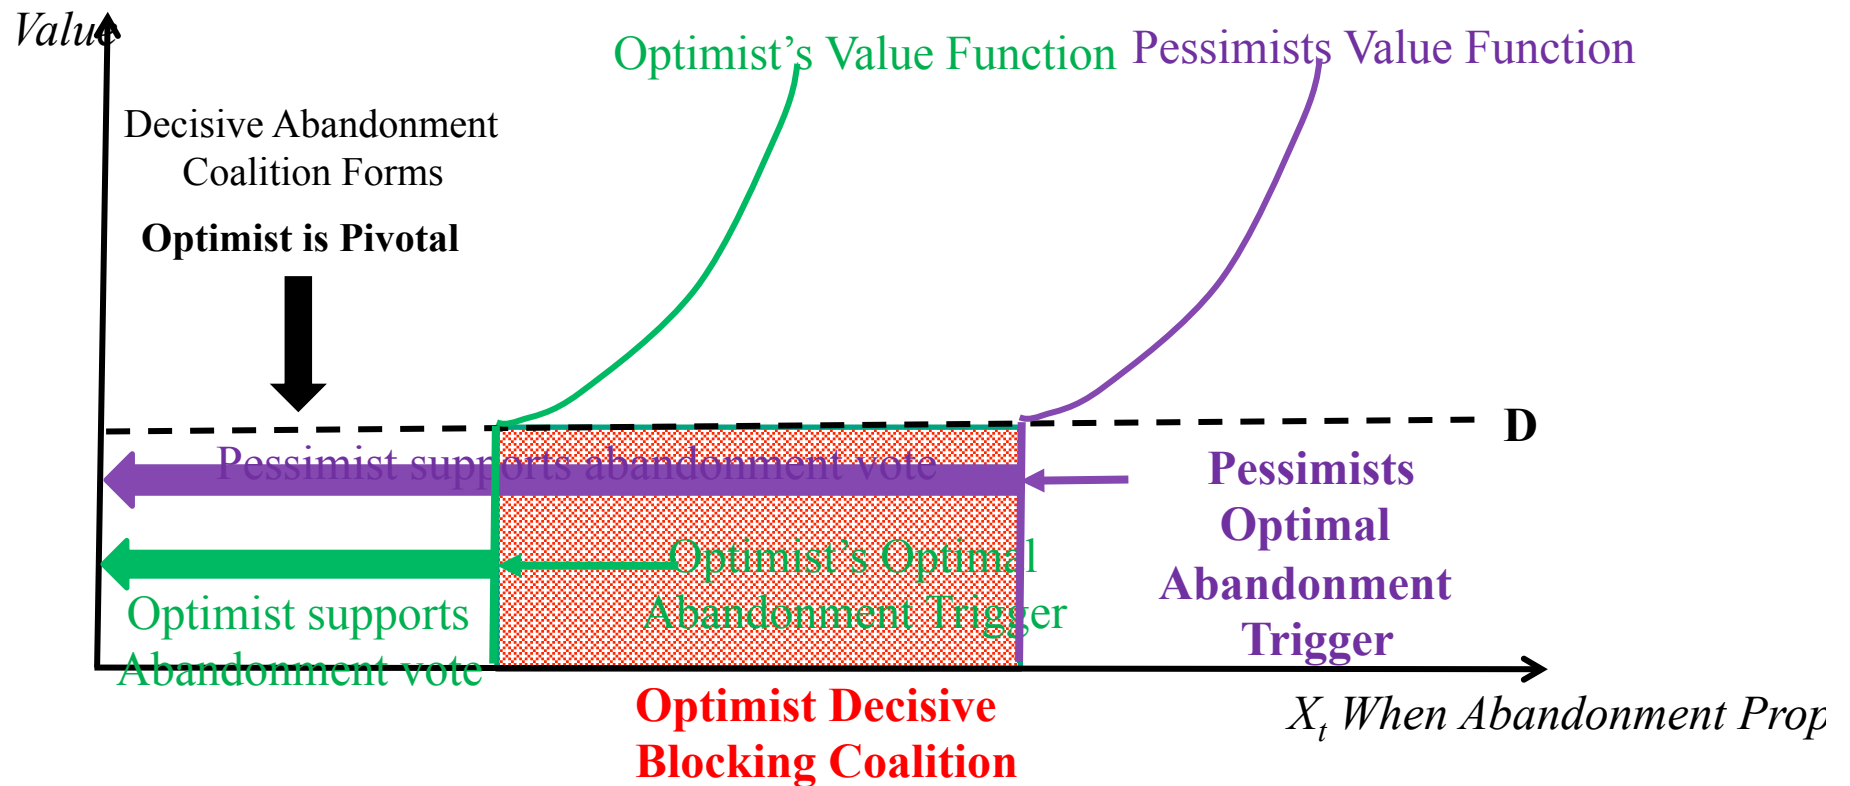 Value
Optimist’s Value Function
Pessimists Value Function
Decisive Abandonment
Coalition Forms
Optimist is Pivotal
D
Pessimist supports abandonment vote
Pessimists
Optimal
Abandonment
Trigger
Optimist’s Optimal
Abandonment Trigger
Optimist supports
Abandonment vote
Optimist Decisive
Blocking Coalition
Xt When Abandonment Prop